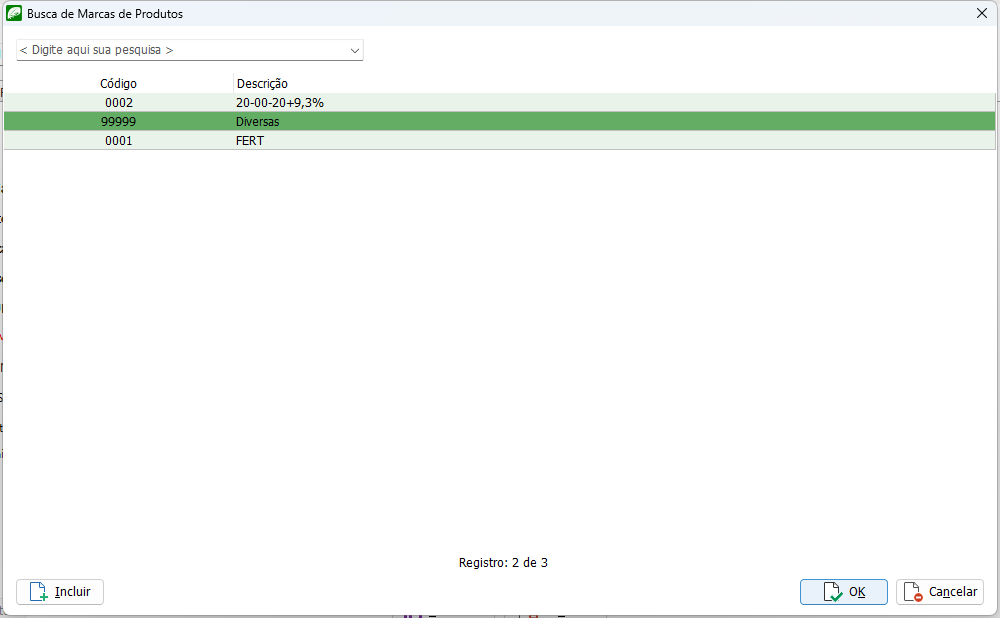 Busca de Marcas de Produtos
< Digite aqui sua pesquisa >
Código Descrição
0002 20-00-20+9,3%
99999 Diversas
0001 FERT
Registro: 2 de 3
Incluir OK Cancelar